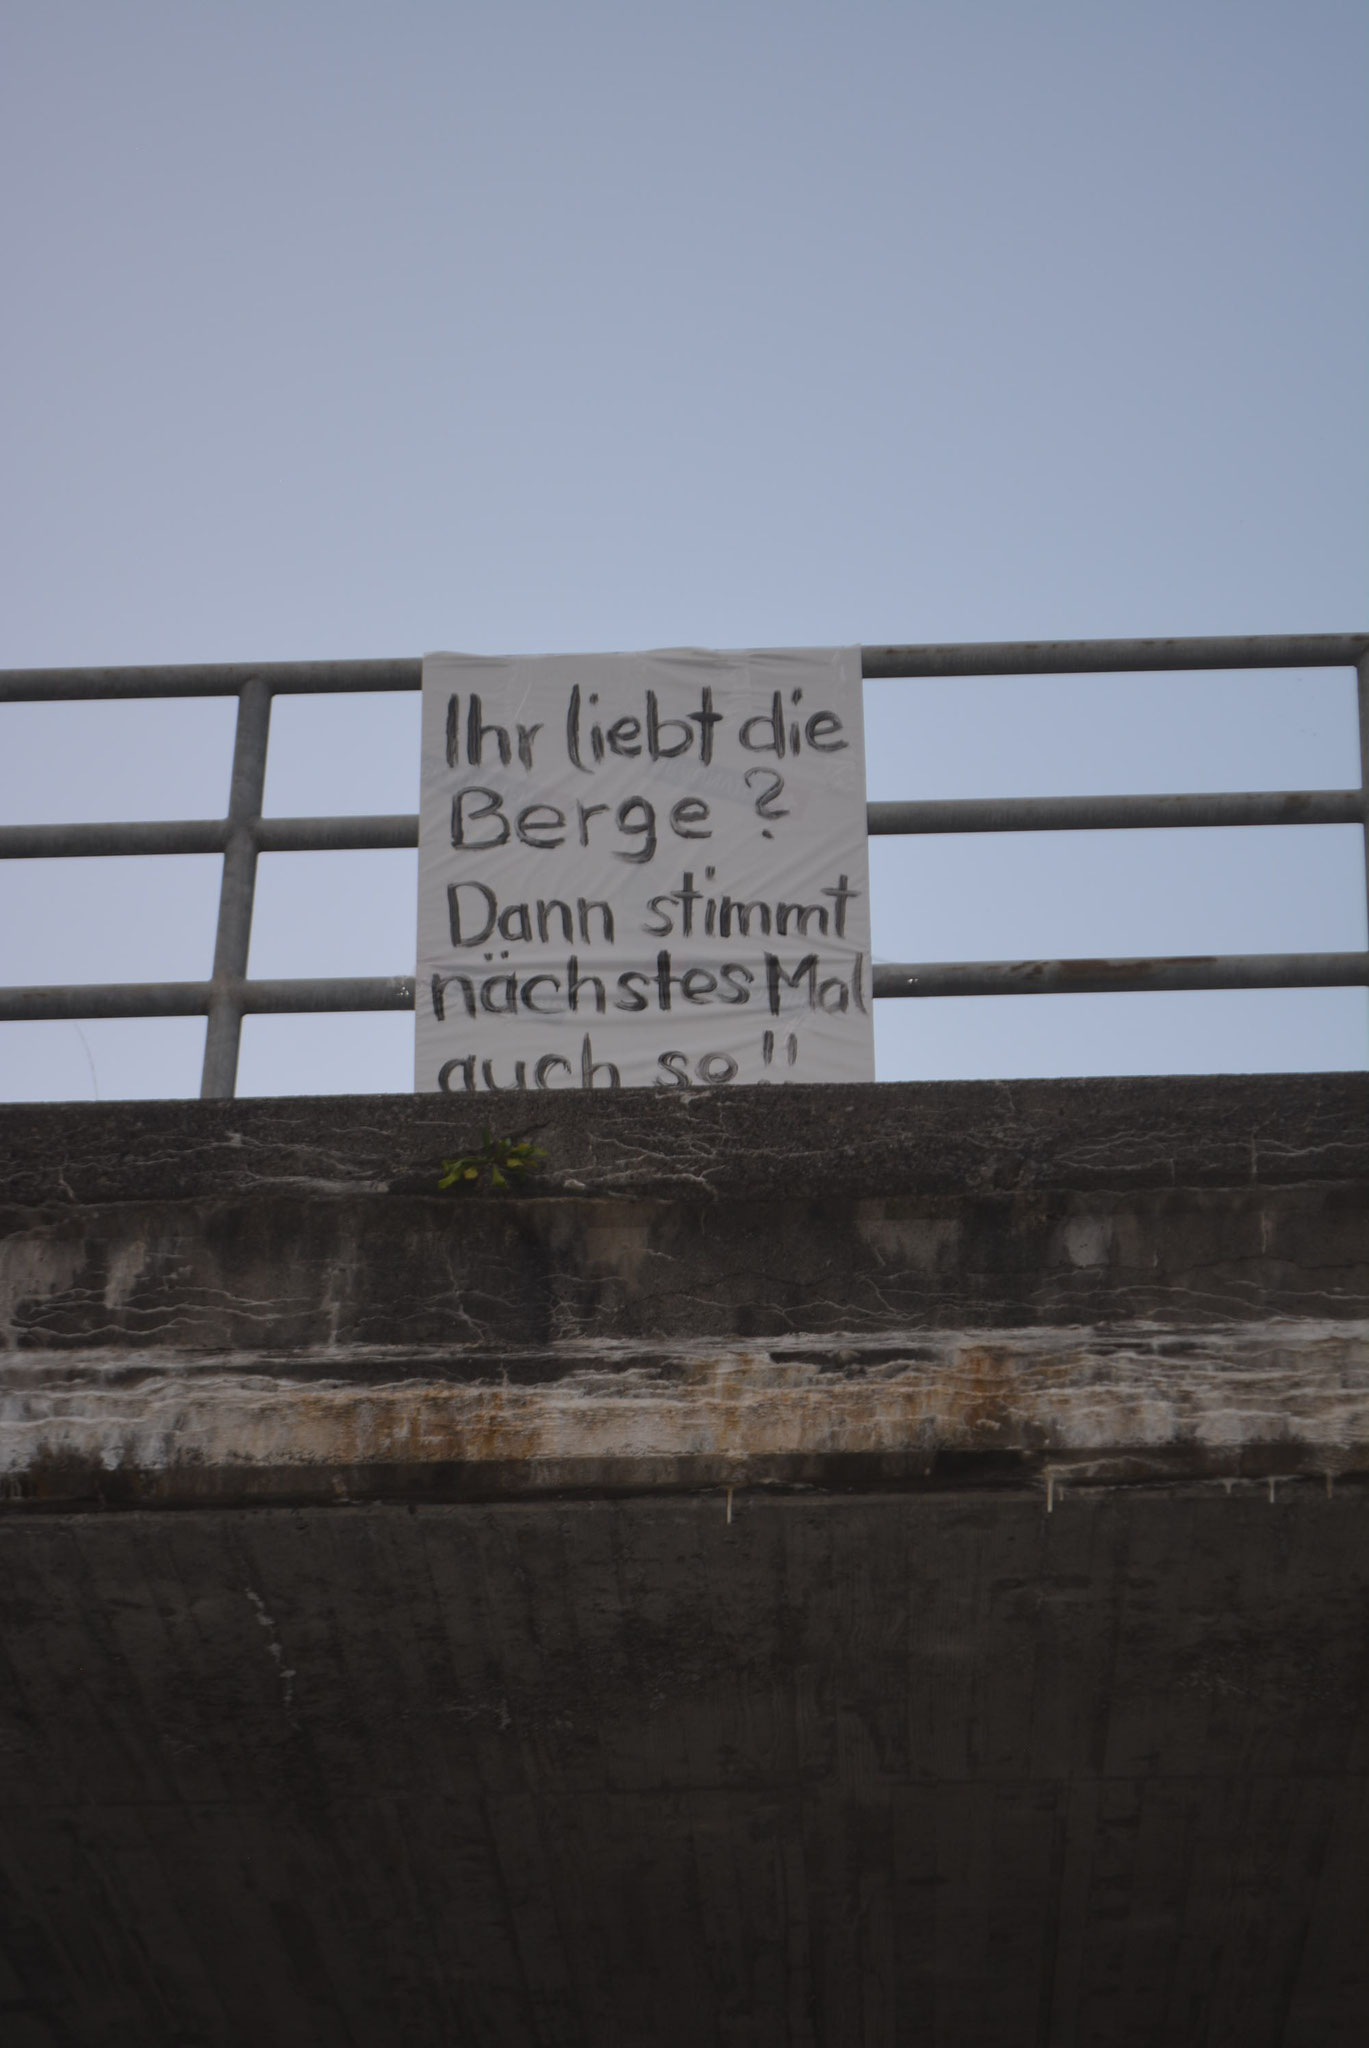 Ihr liebt die
Berge?
Dann stimmt
nächstes Mal
auch so!!